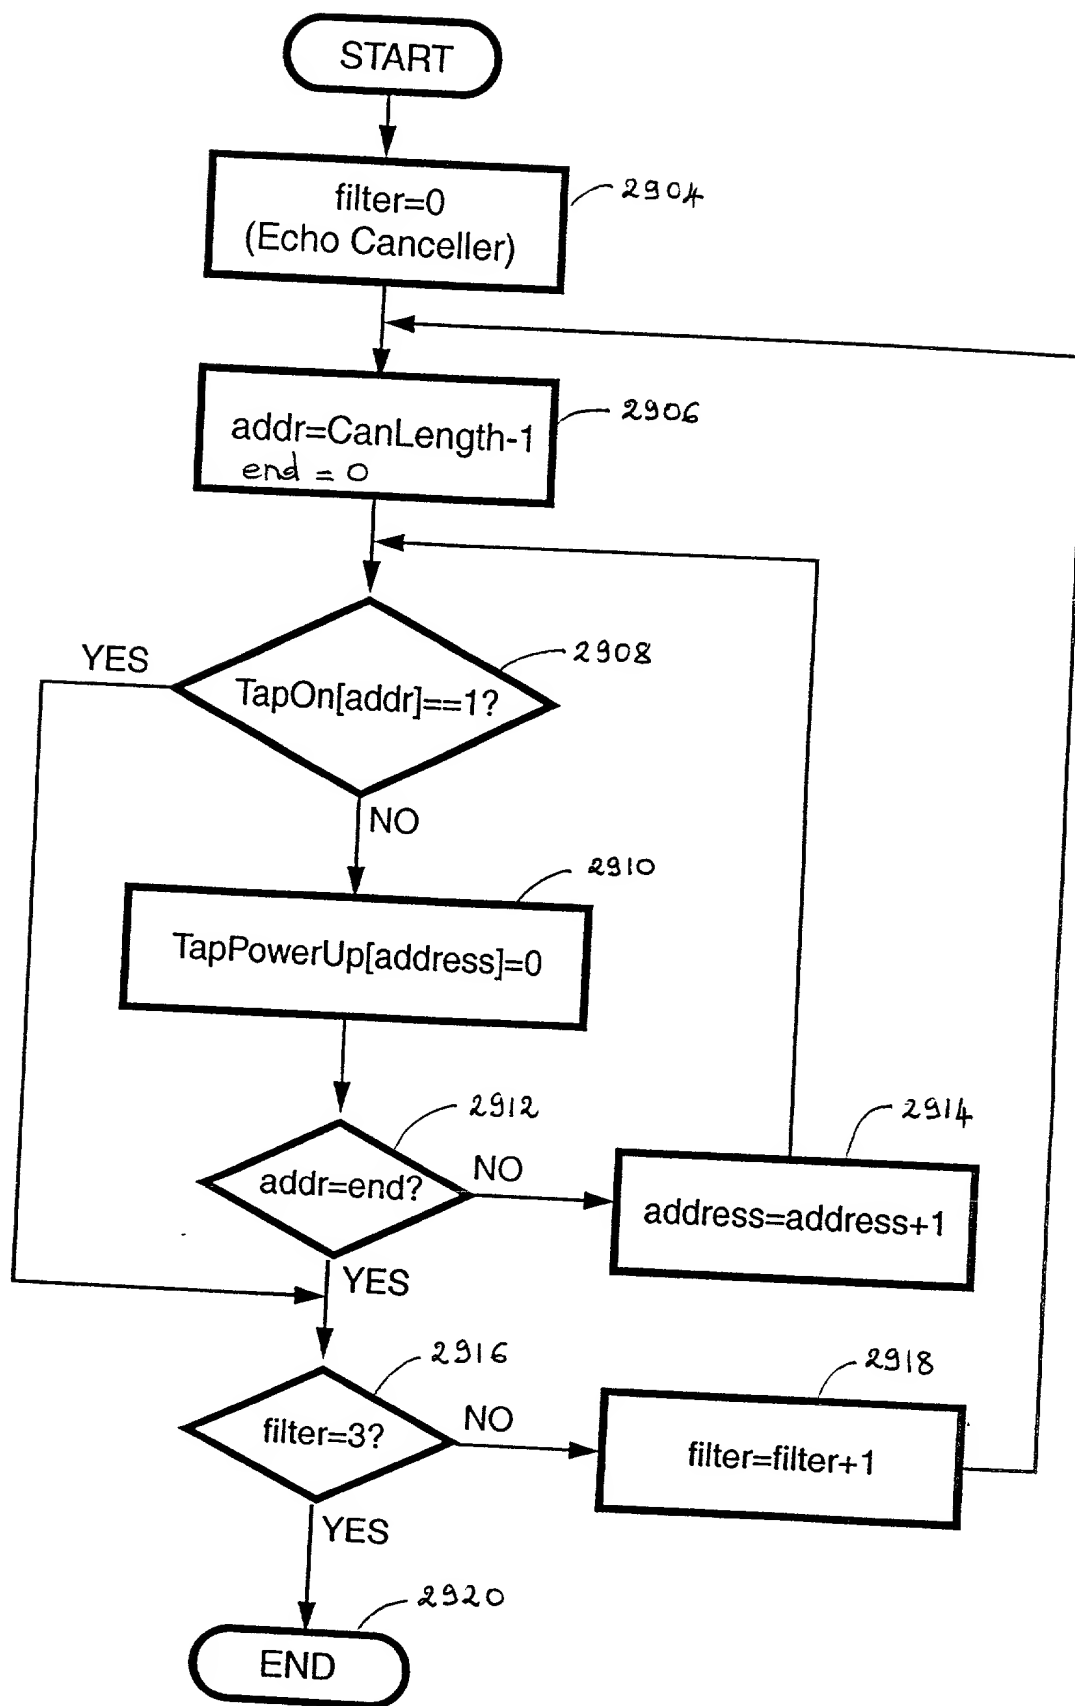 START
filter=0
(Echo Canceller)
2904
addr=CanLength-1
end = 0
2906
YES
TapOn[addr]==1?
2908
NO
2910
TapPowerUp[address]=0
2912
addr=end?
NO
2914
address=address+1
YES
2916
filter=3?
NO
2918
filter=filter+1
YES
2920
END